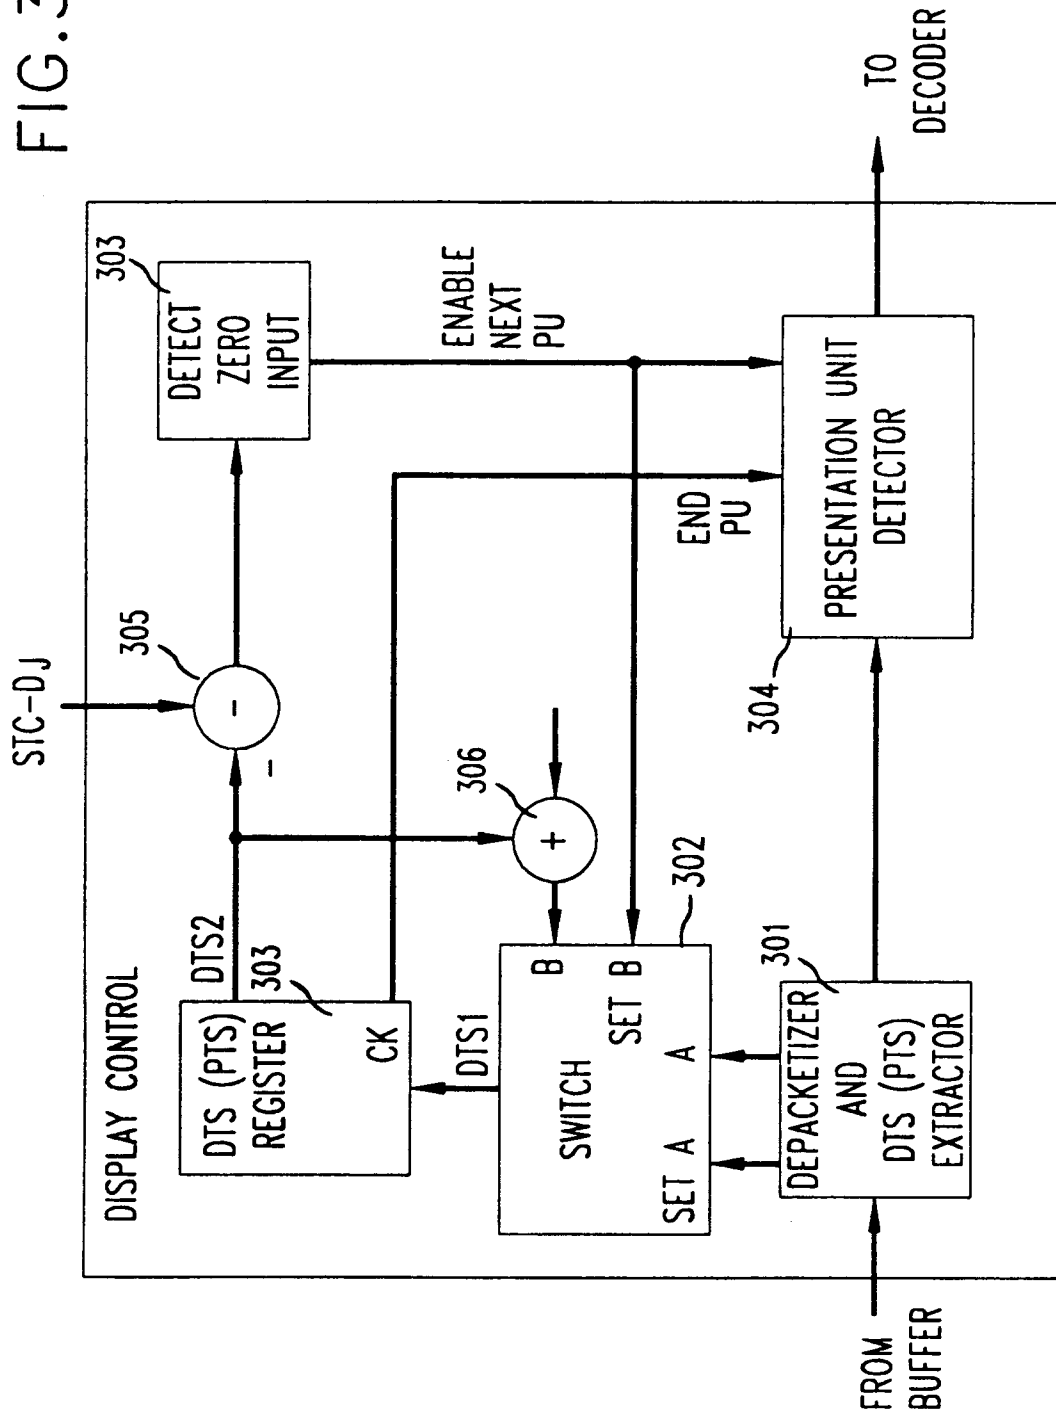 FIG.3
STC-DJ
DISPLAY CONTROL
DTS2
303
DTS (PTS)
REGISTER
CK
305
-
-
303
DETECT
ZERO
INPUT
ENABLE
NEXT
PU
306
+
DTS1
END
PU
302
B
SET B
SWITCH
A
SET A
301
DEPACKETIZER
AND
DTS (PTS)
EXTRACTOR
304
PRESENTATION UNIT
DETECTOR
FROM
BUFFER
TO
DECODER